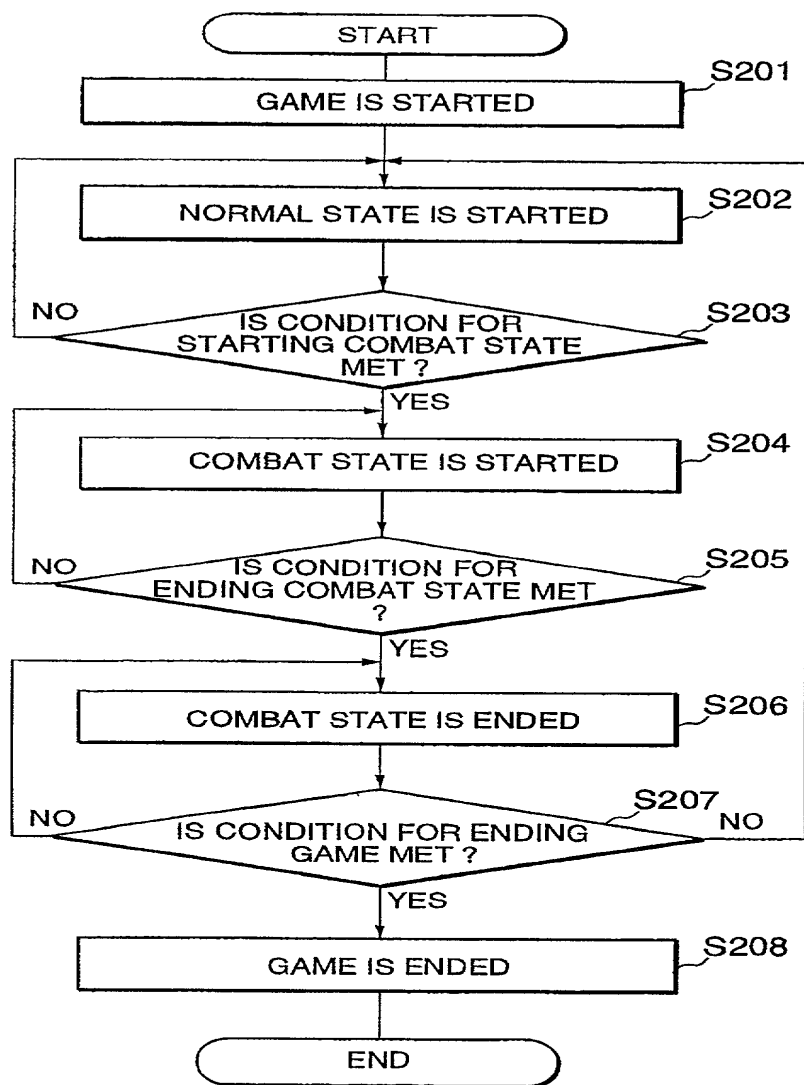 START
S201
GAME IS STARTED
S202
NORMAL STATE IS STARTED
NO
S203
IS CONDITION FOR
STARTING COMBAT STATE
MET ?
YES
S204
COMBAT STATE IS STARTED
NO
S205
IS CONDITION FOR
ENDING COMBAT STATE MET
?
YES
S206
COMBAT STATE IS ENDED
S207
NO
NO
IS CONDITION FOR ENDING
GAME MET ?
YES
S208
GAME IS ENDED
END